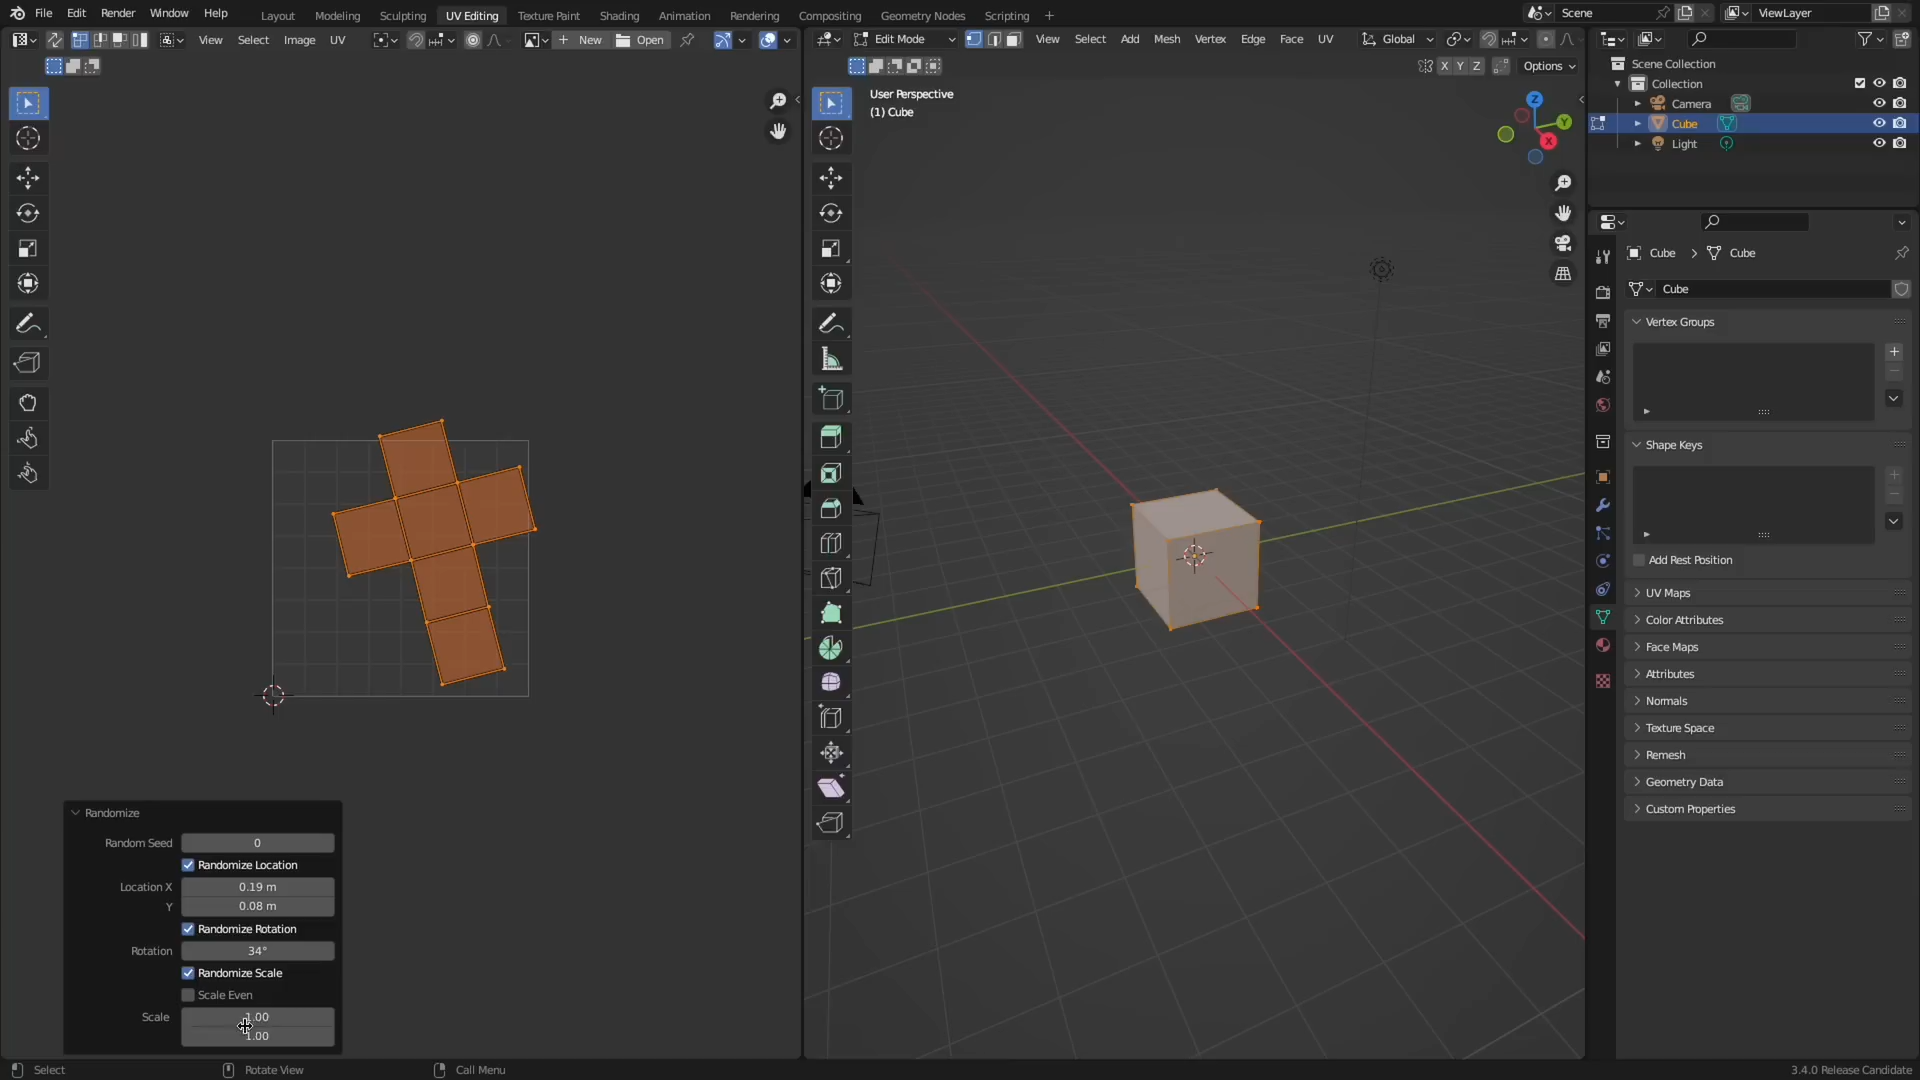 File Edit Render Window Help Layout Modeling Sculpting UV Editing Texture Paint Shading Animation Rendering Compositing Geometry Nodes Scripting + Scene ViewLayer
View Select Image UV New Open
Edit Mode View Select Add Mesh Vertex Edge Face UV Global
X Y Z Options
User Perspective
(1) Cube
Z
Y
X
Scene Collection
Collection
Camera
Cube
Light
Cube > Cube
Cube
Vertex Groups
Shape Keys
Add Rest Position
UV Maps
Color Attributes
Face Maps
Attributes
Normals
Texture Space
Remesh
Geometry Data
Custom Properties
Randomize
Random Seed 0
Randomize Location
Location X 0.19 m
Y 0.08 m
Randomize Rotation
Rotation 34°
Randomize Scale
Scale Even
Scale 1.00
1.00
Select Rotate View Call Menu 3.4.0 Release Candidate